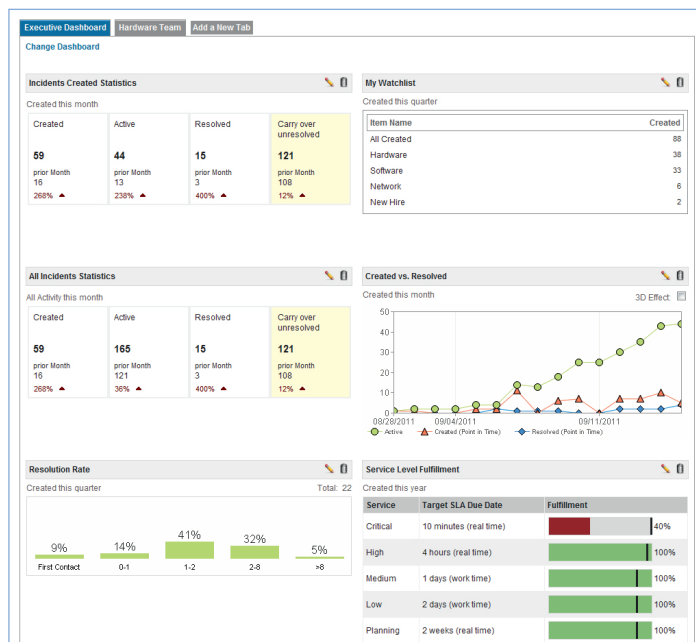 Executive Dashboard Hardware Team Add a New Tab
Change Dashboard
Incidents Created Statistics
Created this month
Created Active Resolved Carry over unresolved
59 44 15 121
prior Month prior Month prior Month prior Month
16 13 3 108
268% 238% 400% 12%
My Watchlist
Created this quarter
Item Name Created
All Created 88
Hardware 38
Software 33
Network 6
New Hire 2
All Incidents Statistics
All Activity this month
Created Active Resolved Carry over unresolved
59 165 15 121
prior Month prior Month prior Month prior Month
16 121 3 108
268% 36% 400% 12%
Created vs. Resolved
Created this month
3D Effect:
50
40
30
20
10
0
08/28/2011 09/04/2011 09/11/2011
Active Created (Point in Time) Resolved (Point in Time)
Resolution Rate
Created this quarter Total: 22
9% 14% 41% 32% 5%
First Contact 0-1 1-2 2-8 >8
Service Level Fulfillment
Created this year
Service Target SLA Due Date Fulfillment
Critical 10 minutes (real time) 40%
High 4 hours (real time) 100%
Medium 1 days (work time) 100%
Low 2 days (work time) 100%
Planning 2 weeks (real time) 100%